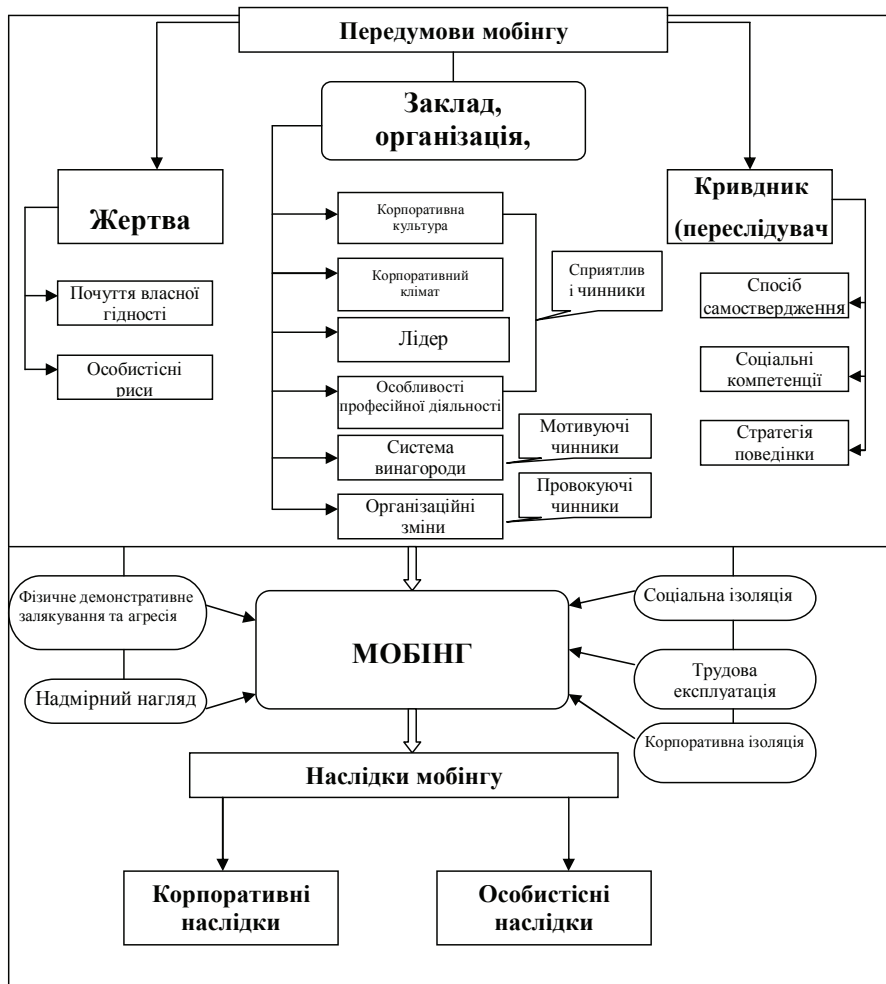 Передумови мобінгу
Заклад,
організація,
Жертва
Почуття власної
гідності
Особистісні
риси
Корпоративна
культура
Корпоративний
клімат
Лідер
Особливості
професійної діяльності
Система
винагороди
Організаційні
зміни
Сприятлив
і чинники
Мотивуючі
чинники
Провокуючі
чинники
Кривдник
(переслідувач
Спосіб
самоствердження
Соціальні
компетенції
Стратегія
поведінки
Фізичне демонстративне
залякування та агресія
Надмірний нагляд
МОБІНГ
Соціальна ізоляція
Трудова
експлуатація
Корпоративна ізоляція
Наслідки мобінгу
Корпоративні
наслідки
Особистісні
наслідки